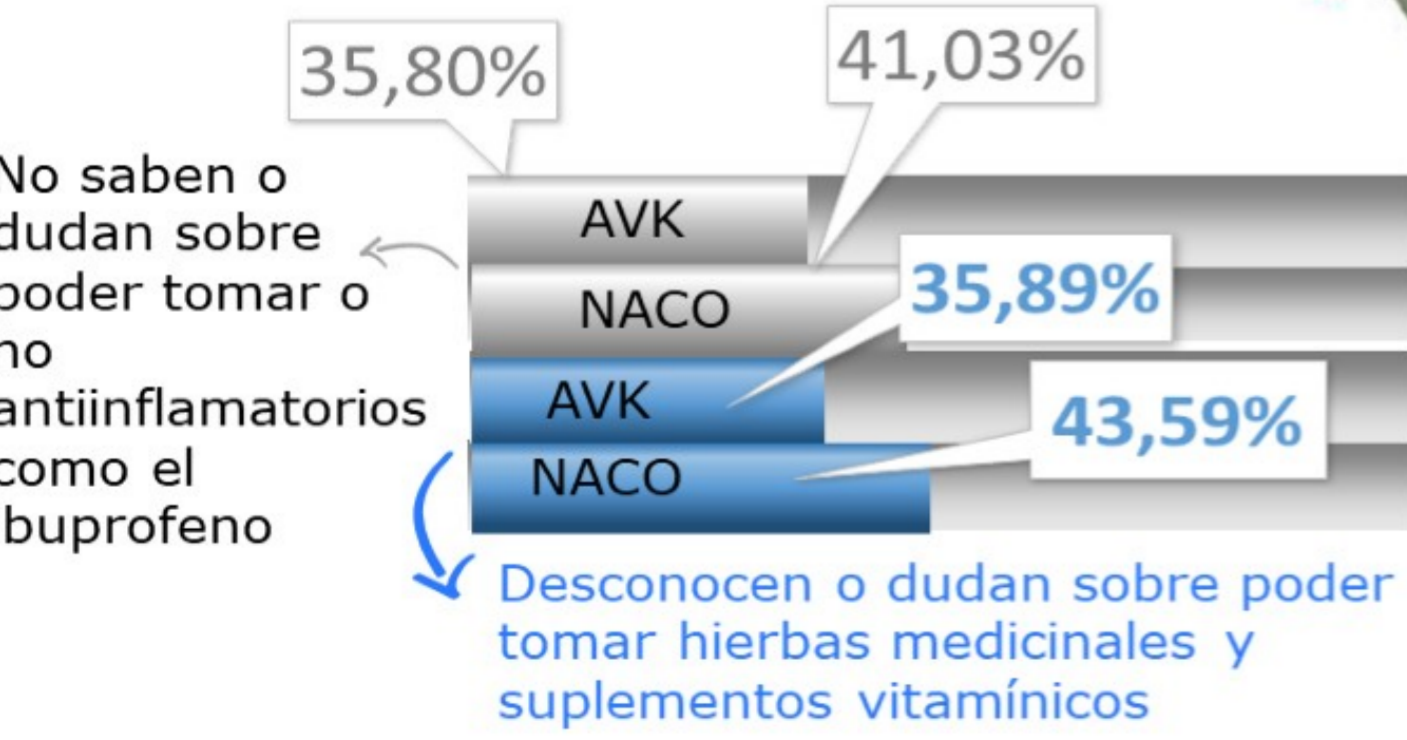 35,80%
41,03%
No saben o
dudan sobre
poder tomar o
no
antiinflamatorios
como el
ibuprofeno
AVK
NACO
35,89%
AVK
43,59%
NACO
Desconocen o dudan sobre poder
tomar hierbas medicinales y
suplementos vitamínicos